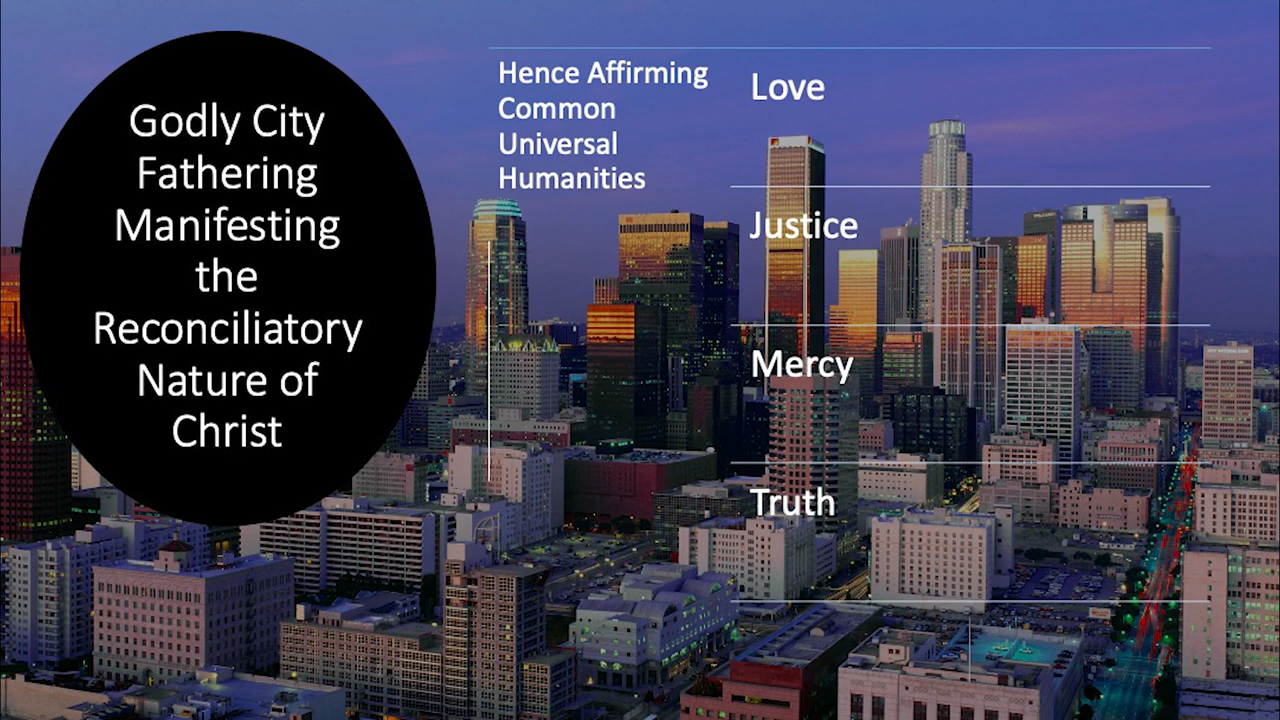 Godly City
Fathering
Manifesting
the
Reconciliatory
Nature of
Christ
Hence Affirming
Common
Universal
Humanities
Love
Justice
Mercy
Truth